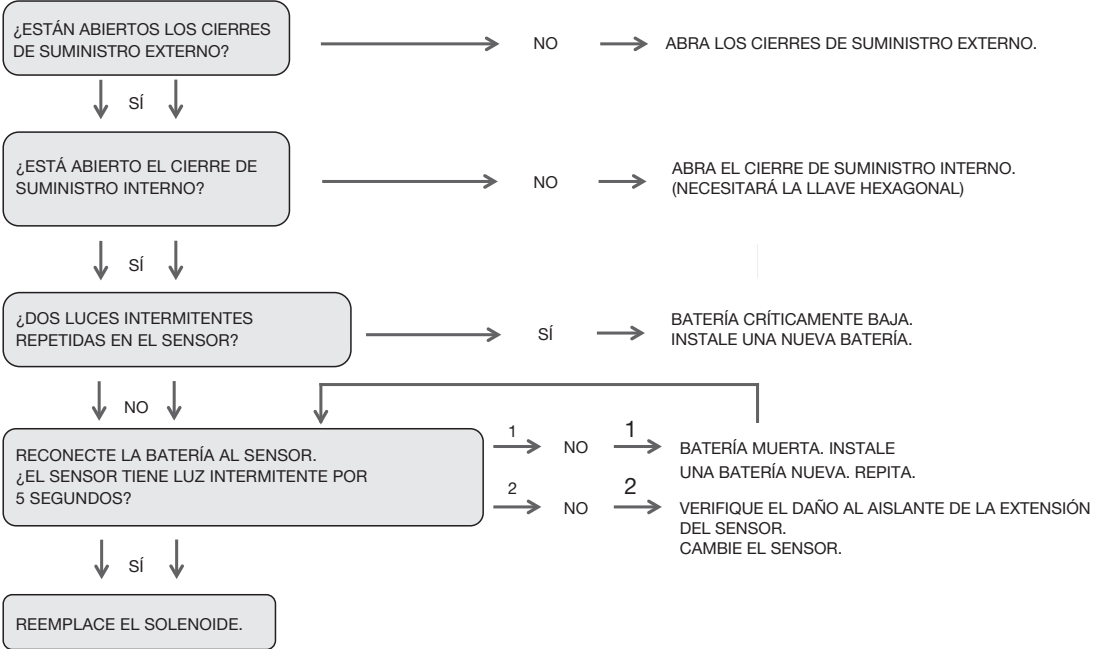 ¿ESTÁN ABIERTOS LOS CIERRES
DE SUMINISTRO EXTERNO?
NO
ABRA LOS CIERRES DE SUMINISTRO EXTERNO.
SÍ
¿ESTÁ ABIERTO EL CIERRE DE
SUMINISTRO INTERNO?
NO
ABRA EL CIERRE DE SUMINISTRO INTERNO.
(NECESITARÁ LA LLAVE HEXAGONAL)
SÍ
¿DOS LUCES INTERMITENTES
REPETIDAS EN EL SENSOR?
SÍ
BATERÍA CRÍTICAMENTE BAJA.
INSTALE UNA NUEVA BATERÍA.
NO
RECONECTE LA BATERÍA AL SENSOR.
¿EL SENSOR TIENE LUZ INTERMITENTE POR
5 SEGUNDOS?
1
NO
1
BATERÍA MUERTA. INSTALE
UNA BATERÍA NUEVA. REPITA.
2
NO
2
VERIFIQUE EL DAÑO AL AISLANTE DE LA EXTENSIÓN
DEL SENSOR.
CAMBIE EL SENSOR.
SÍ
REEMPLACE EL SOLENOIDE.